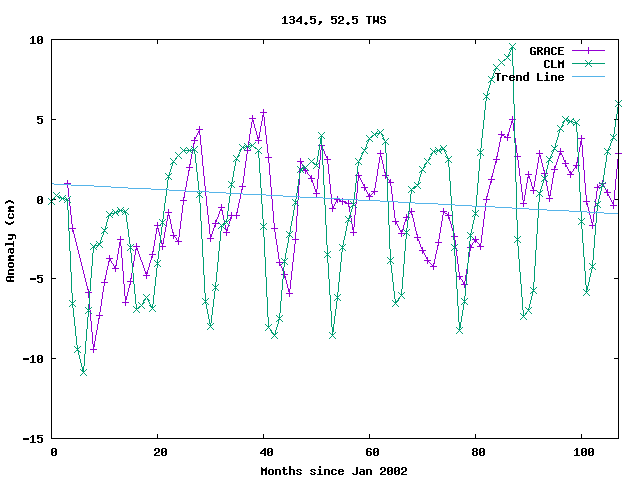 134.5, 52.5 TWS
10
5
0
-5
-10
-15
Anomaly (cm)
GRACE
CLM
Trend Line
0 20 40 60 80 100
Months since Jan 2002